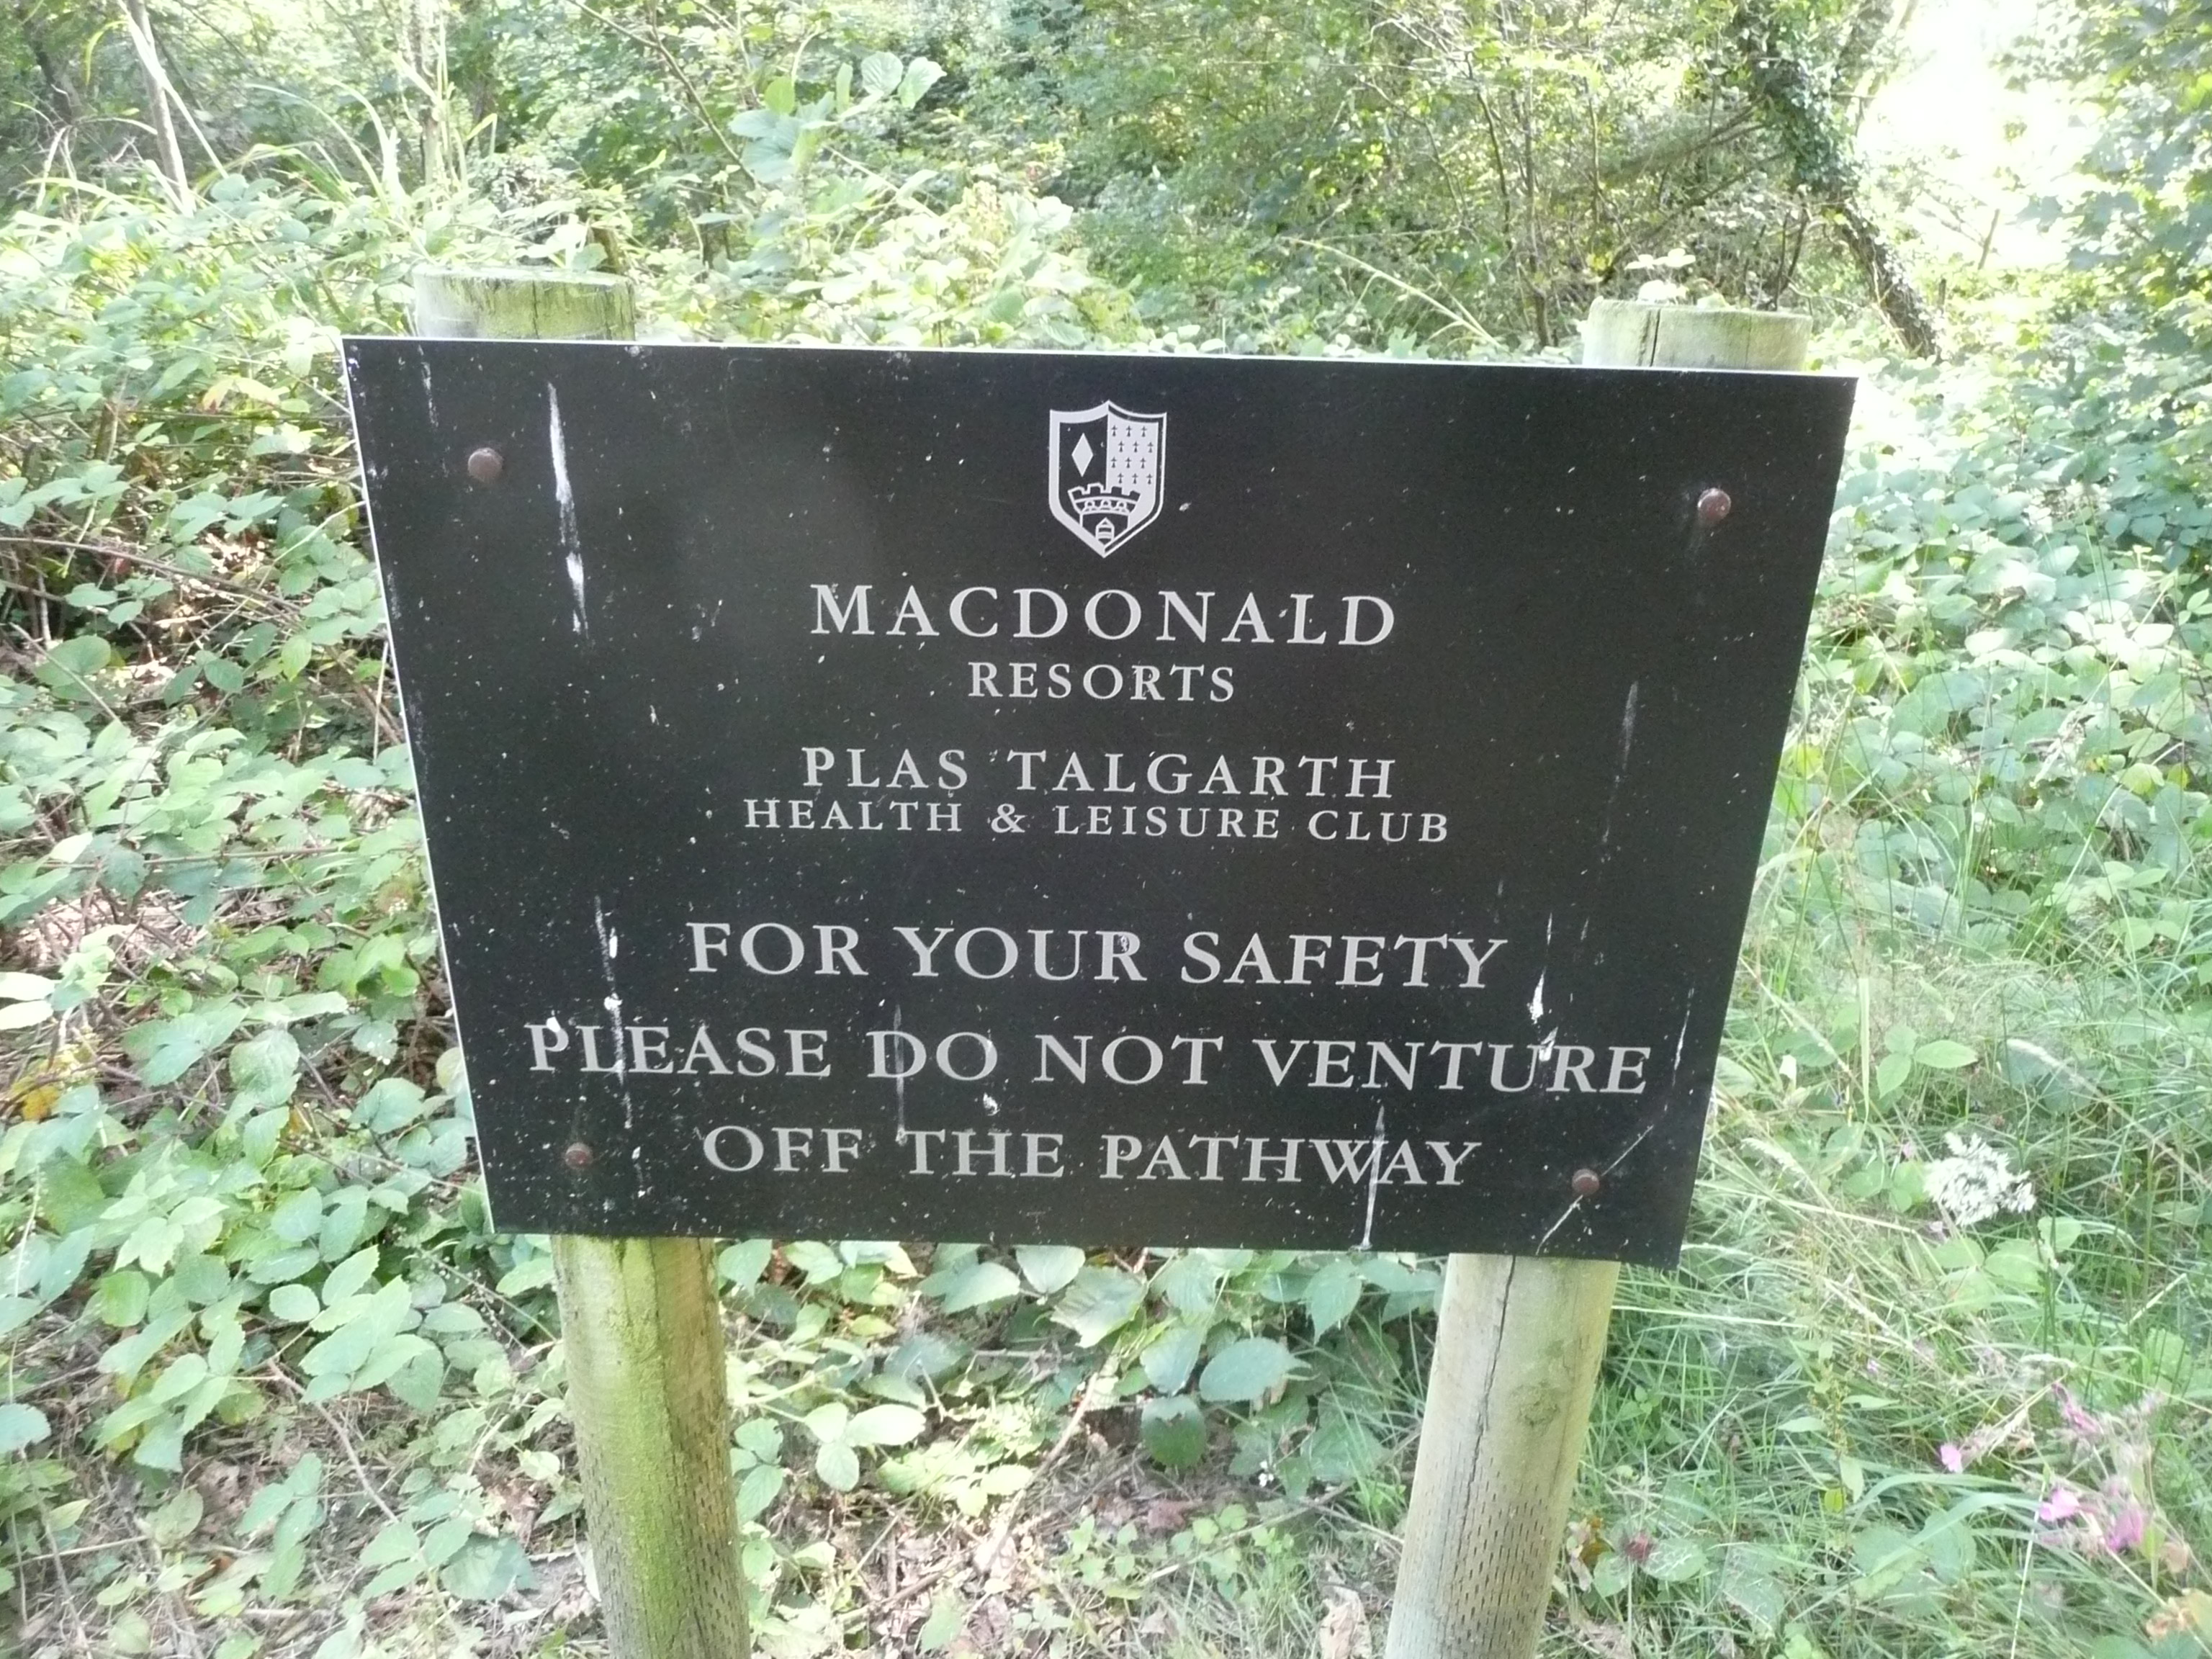 MACDONALD
RESORTS
PLAS TALGARTH
HEALTH & LEISURE CLUB
FOR YOUR SAFETY
PLEASE DO NOT VENTURE
OFF THE PATHWAY